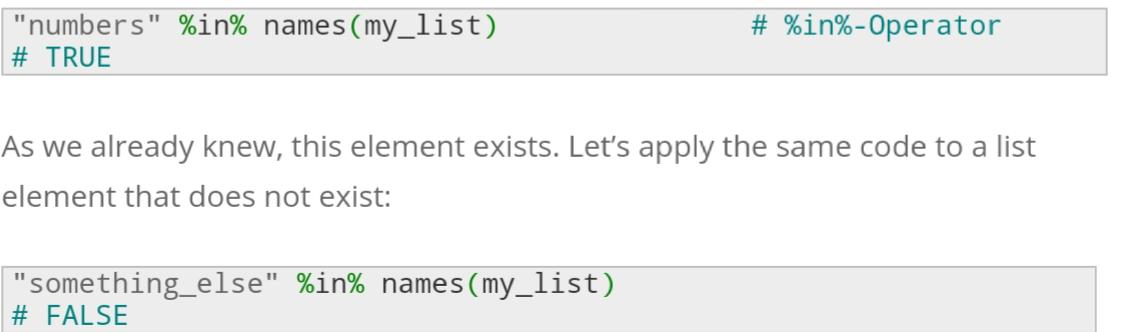 "numbers" %in% names(my_list) # %in%-Operator
# TRUE
As we already knew, this element exists. Let’s apply the same code to a list
element that does not exist:
"something_else" %in% names(my_list)
# FALSE